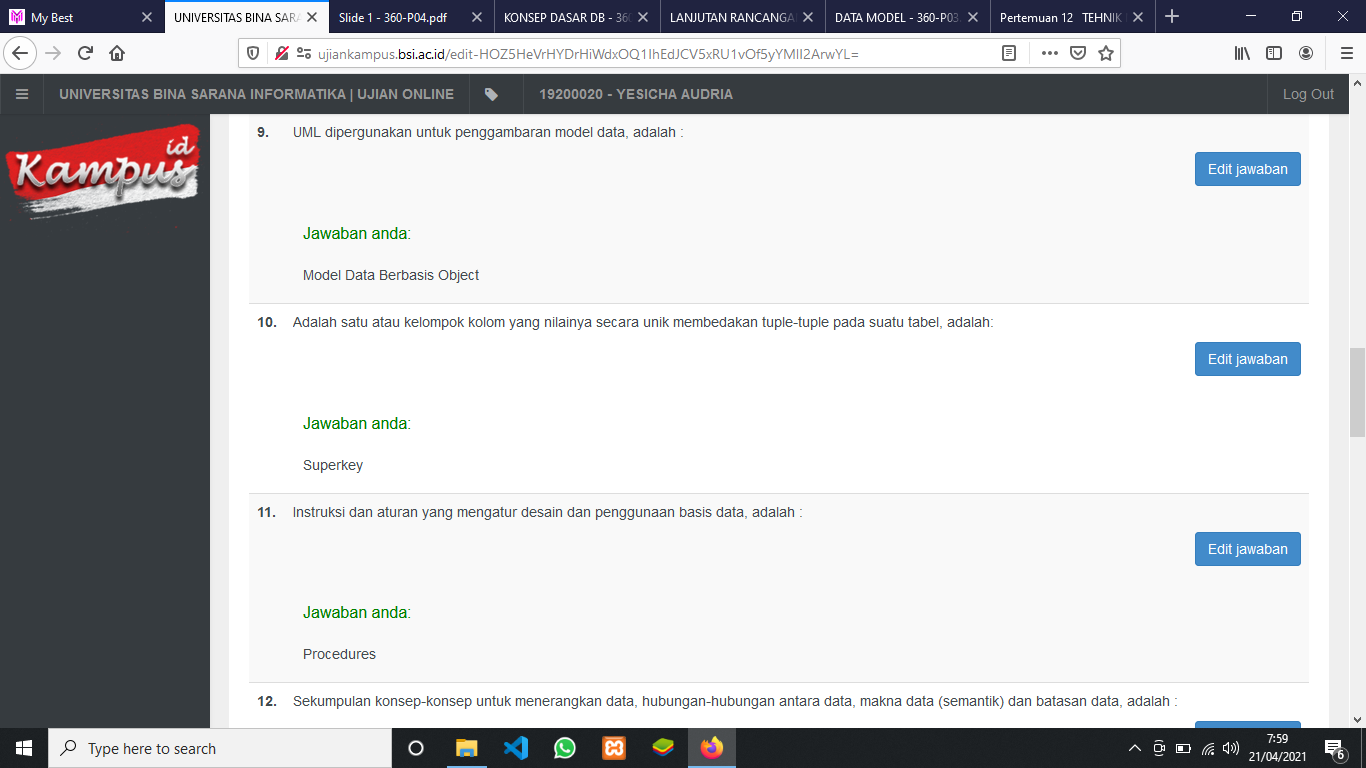 My Best
UNIVERSITAS BINA SARA
Slide 1 - 360-P04.pdf
KONSEP DASAR DB - 360
LANJUTAN RANCANGA
DATA MODEL - 360-P03.
Pertemuan 12 TEHNIK
ujiankampus.bsi.ac.id/edit-HOZ5HeVrHYDrHiWdxOQ1IhEdJCV5xRU1vOf5yYMlI2ArwYL=
UNIVERSITAS BINA SARANA INFORMATIKA | UJIAN ONLINE
19200020 - YESICHA AUDRIA
Log Out
Kampus id
9. UML dipergunakan untuk penggambaran model data, adalah :
Edit jawaban
Jawaban anda:
Model Data Berbasis Object
10. Adalah satu atau kelompok kolom yang nilainya secara unik membedakan tuple-tuple pada suatu tabel, adalah:
Edit jawaban
Jawaban anda:
Superkey
11. Instruksi dan aturan yang mengatur desain dan penggunaan basis data, adalah :
Edit jawaban
Jawaban anda:
Procedures
12. Sekumpulan konsep-konsep untuk menerangkan data, hubungan-hubungan antara data, makna data (semantik) dan batasan data, adalah :
Type here to search
7:59
21/04/2021
6